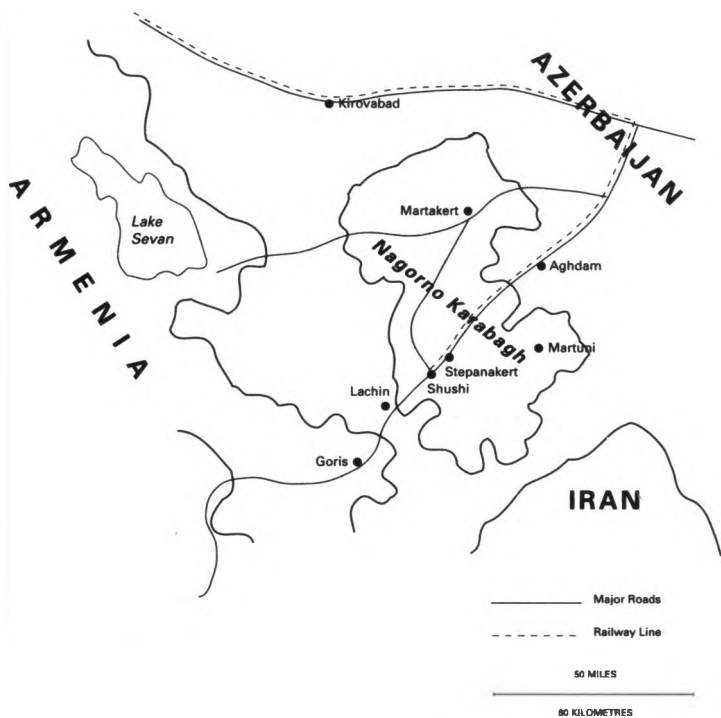 AZERBAIJAN
Kirovabad
ARMENIA
Lake
Sevan
Martakert
Nagorno Karabagh
Aghdam
Martuni
Stepanakert
Shushi
Lachin
Goris
IRAN
Major Roads
Railway Line
50 MILES
80 KILOMETRES